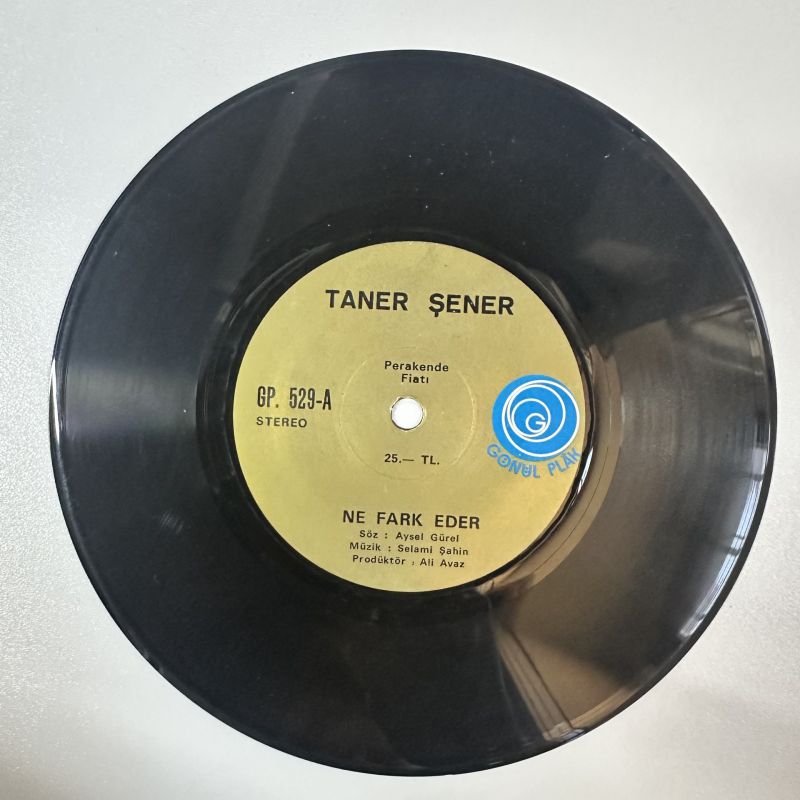 TANER ŞENER
Perakende
Fiatı
GP. 529-A
STEREO
G
GÖNÜL PLÂK
25.— TL.
NE FARK EDER
Söz : Aysel Gürel
Müzik : Selami Şahin
Prodüktör : Ali Avaz